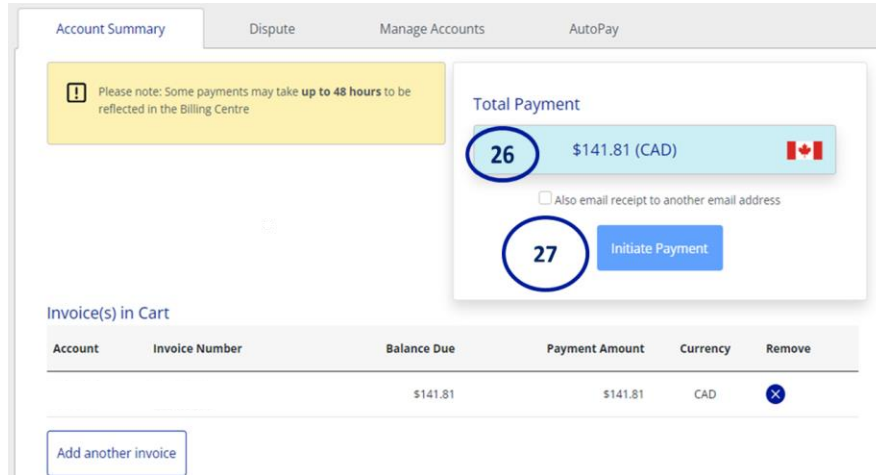 Account Summary
Dispute
Manage Accounts
AutoPay
Please note: Some payments may take up to 48 hours to be
reflected in the Billing Centre
Total Payment
26
$141.81 (CAD)
Also email receipt to another email address
27
Initiate Payment
Invoice(s) in Cart
Account Invoice Number Balance Due Payment Amount Currency Remove
$141.81 $141.81 CAD
Add another invoice